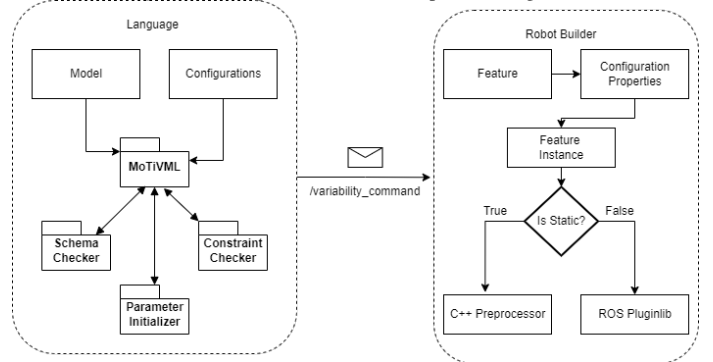 Language
Model
Configurations
MoTiVML
Schema
Checker
Constraint
Checker
Parameter
Initializer
/variability_command
Robot Builder
Feature
Configuration
Properties
Feature
Instance
True
Is Static?
False
C++ Preprocessor
ROS Pluginlib